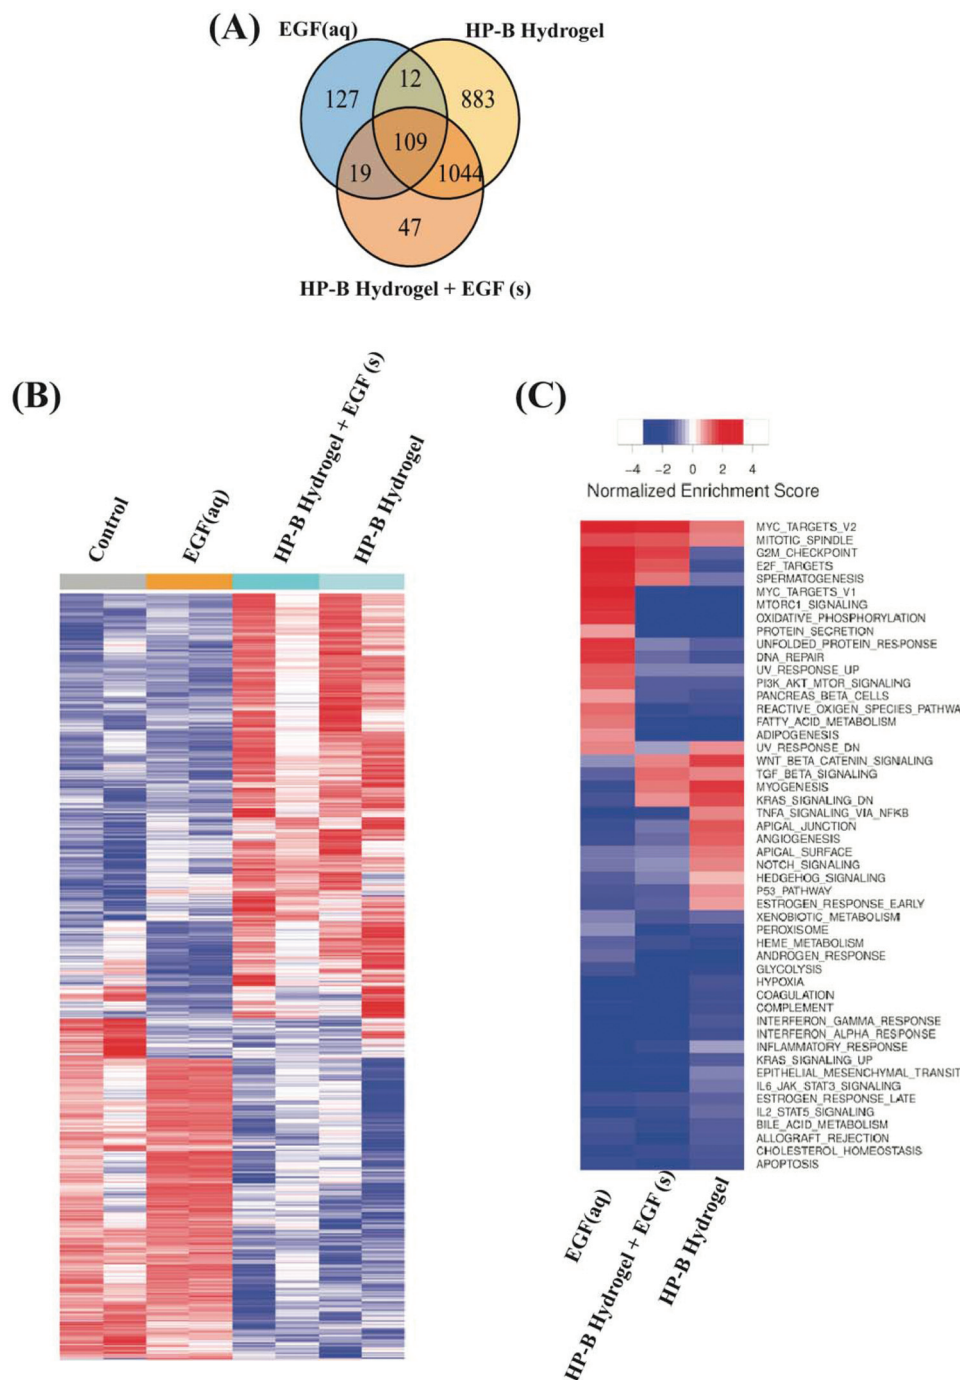 (A)
EGF(aq)
HP-B Hydrogel
12
127
883
109
19
1044
47
HP-B Hydrogel + EGF (s)
(B)
Control
EGF(aq)
HP-B Hydrogel + EGF (s)
HP-B Hydrogel
(C)
-4 -2 0 2 4
Normalized Enrichment Score
MYC_TARGETS_V2
MITOTIC_SPINDLE
G2M_CHECKPOINT
E2F_TARGETS
SPERMATOGENESIS
MYC_TARGETS_V1
MTORC1_SIGNALING
OXIDATIVE_PHOSPHORYLATION
PROTEIN_SECRETION
UNFOLDED_PROTEIN_RESPONSE
DNA_REPAIR
UV_RESPONSE_UP
PI3K_AKT_MTOR_SIGNALING
PANCREAS_BETA_CELLS
REACTIVE_OXIGEN_SPECIES_PATHWA
FATTY_ACID_METABOLISM
ADIPOGENESIS
UV_RESPONSE_DN
WNT_BETA_CATENIN_SIGNALING
TGF_BETA_SIGNALING
MYOGENESIS
KRAS_SIGNALING_DN
TNFA_SIGNALING_VIA_NFKB
APICAL_JUNCTION
ANGIOGENESIS
APICAL_SURFACE
NOTCH_SIGNALING
HEDGEHOG_SIGNALING
P53_PATHWAY
ESTROGEN_RESPONSE_EARLY
XENOBIOTIC_METABOLISM
PEROXISOME
HEME_METABOLISM
ANDROGEN_RESPONSE
GLYCOLYSIS
HYPOXIA
COAGULATION
COMPLEMENT
INTERFERON_GAMMA_RESPONSE
INTERFERON_ALPHA_RESPONSE
INFLAMMATORY_RESPONSE
KRAS_SIGNALING_UP
EPITHELIAL_MESENCHYMAL_TRANSIT
IL6_JAK_STAT3_SIGNALING
ESTROGEN_RESPONSE_LATE
IL2_STAT5_SIGNALING
BILE_ACID_METABOLISM
ALLOGRAFT_REJECTION
CHOLESTEROL_HOMEOSTASIS
APOPTOSIS
EGF(aq)
HP-B Hydrogel + EGF (s)
HP-B Hydrogel